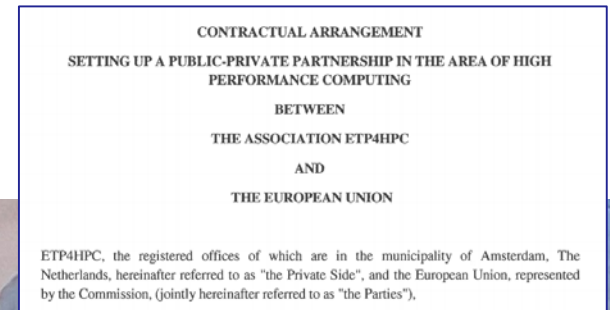 CONTRACTUAL ARRANGEMENT
SETTING UP A PUBLIC-PRIVATE PARTNERSHIP IN THE AREA OF HIGH
PERFORMANCE COMPUTING
BETWEEN
THE ASSOCIATION ETP4HPC
AND
THE EUROPEAN UNION
ETP4HPC, the registered offices of which are in the municipality of Amsterdam, The
Netherlands, hereinafter referred to as "the Private Side", and the European Union, represented
by the Commission, (jointly hereinafter referred to as "the Parties"),